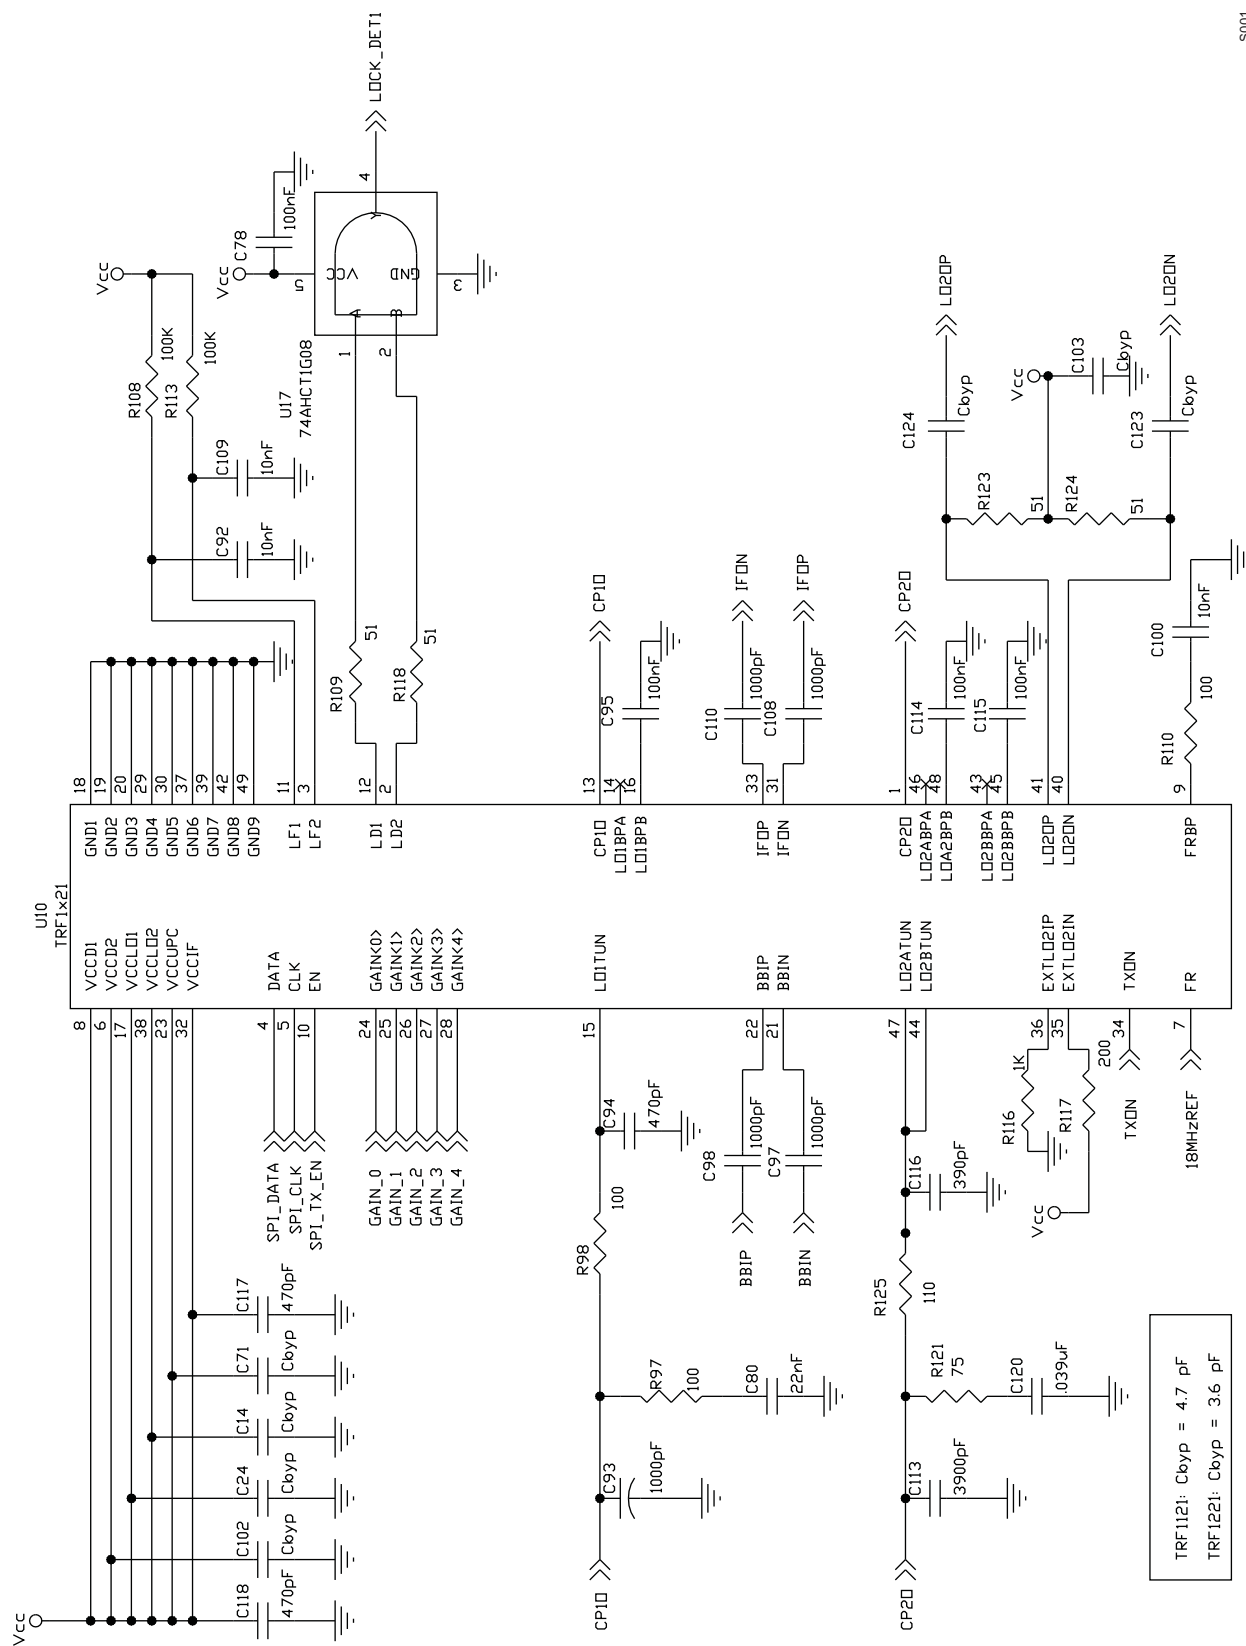 S001
Vcc
C118
470pF
C102
Cbyp
C24
Cbyp
C14
Cbyp
C71
Cbyp
C117
470pF
SPI_DATA
SPI_CLK
SPI_TX_EN
GAIN_0
GAIN_1
GAIN_2
GAIN_3
GAIN_4
CP1O
C93
1000pF
R97
100
C80
22nF
R98
100
C94
470pF
BBIP
BBIN
C98
1000pF
C97
1000pF
CP2O
C113
3900pF
R121
75
C120
.039uF
R125
110
C116
390pF
Vcc
R116
1K
R117
200
TXON
18MHzREF
TRF1121: Cbyp = 4.7 pF
TRF1221: Cbyp = 3.6 pF
U10
TRF1x21
8 VCCD1
6 VCCD2
17 VCCLO1
38 VCCLO2
23 VCCUPC
32 VCCIF
4 DATA
5 CLK
10 EN
24 GAIN<0>
25 GAIN<1>
26 GAIN<2>
27 GAIN<3>
28 GAIN<4>
15 LO1TUN
22 BBIP
21 BBIN
47 LO2ATUN
44 LO2BTUN
36 EXTLO2IP
35 EXTLO2IN
34 TXON
7 FR
GND1 18
GND2 19
GND3 20
GND4 29
GND5 30
GND6 37
GND7 39
GND8 42
GND9 49
LF1 11
LF2 3
LD1 12
LD2 2
CP1O 13
LO1BPA 14
LO1BPB 16
IFOP 33
IFON 31
CP2O 1
LO2ABPA 46
LOA2BPB 48
LO2BBPA 43
LO2BBPB 45
LO2OP 41
LO2ON 40
FRBP 9
C92
10nF
C109
10nF
R108
100K
R113
100K
Vcc
R109
51
R118
51
U17
74AHCT1G08
1
2
A
B
VCC
GND
Y
5
3
4
Vcc
C78
100nF
LOCK_DET1
CP1O
C95
100nF
C110
1000pF
C108
1000pF
IFON
IFOP
CP2O
C114
100nF
C115
100nF
R123
51
R124
51
C124
Cbyp
C123
Cbyp
Vcc
C103
Cbyp
LO2OP
LO2ON
R110
100
C100
10nF